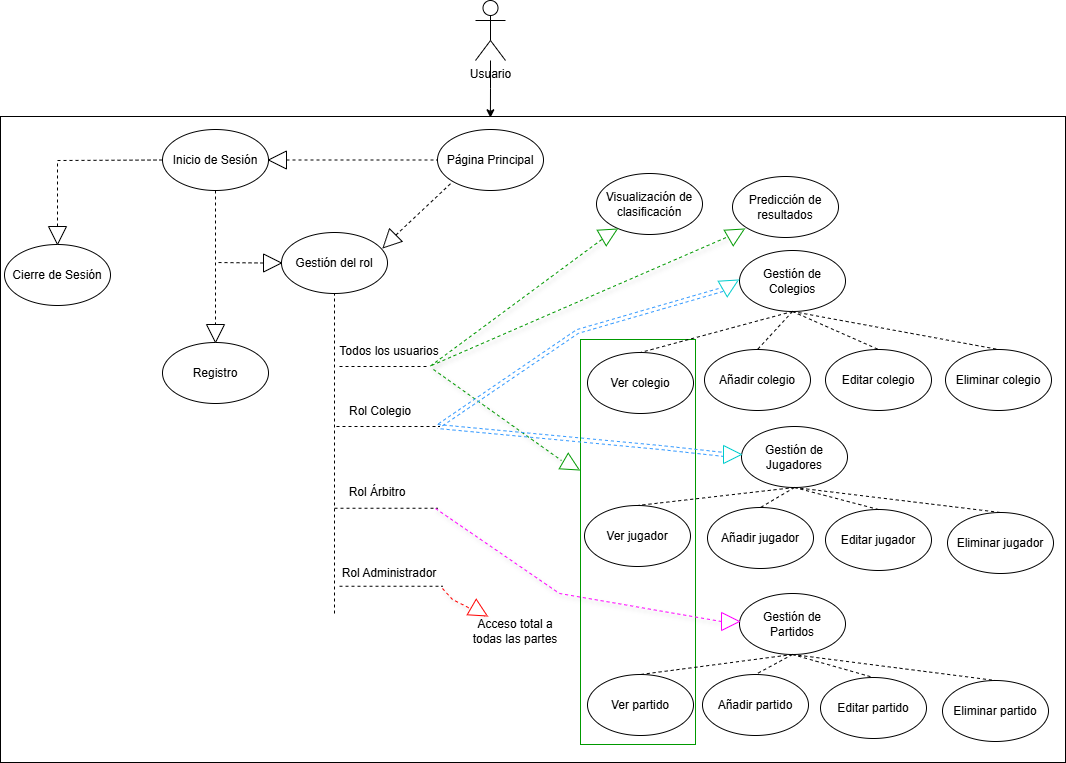 Usuario
Inicio de Sesión
Página Principal
Visualización de
clasificación
Predicción de
resultados
Cierre de Sesión
Gestión del rol
Gestión de
Colegios
Todos los usuarios
Registro
Ver colegio
Añadir colegio
Editar colegio
Eliminar colegio
Rol Colegio
Gestión de
Jugadores
Rol Árbitro
Ver jugador
Añadir jugador
Editar jugador
Eliminar jugador
Rol Administrador
Acceso total a
todas las partes
Gestión de
Partidos
Ver partido
Añadir partido
Editar partido
Eliminar partido